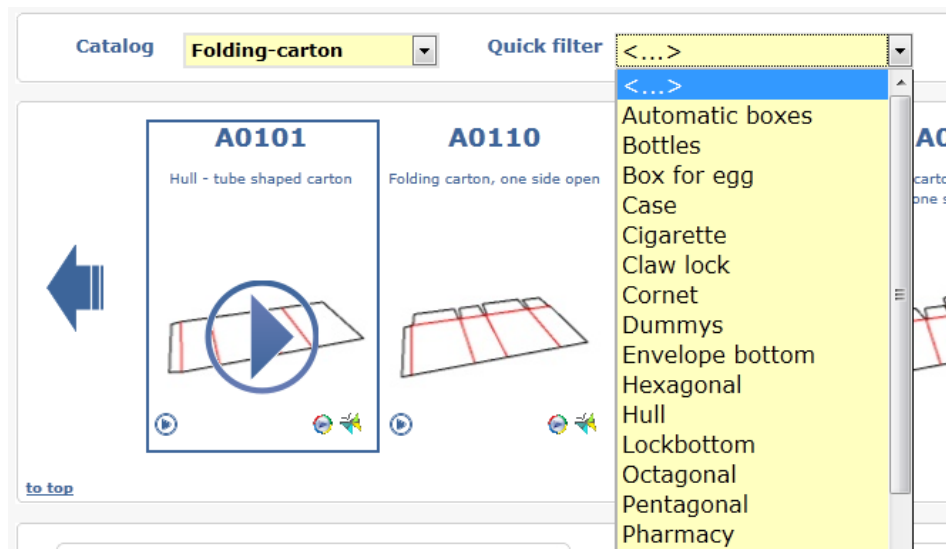 Catalog
Folding-carton
Quick filter
<...>
<...>
Automatic boxes
Bottles
Box for egg
Case
Cigarette
Claw lock
Cornet
Dummys
Envelope bottom
Hexagonal
Hull
Lockbottom
Octagonal
Pentagonal
Pharmacy
A0101
Hull - tube shaped carton
A0110
Folding carton, one side open
to top